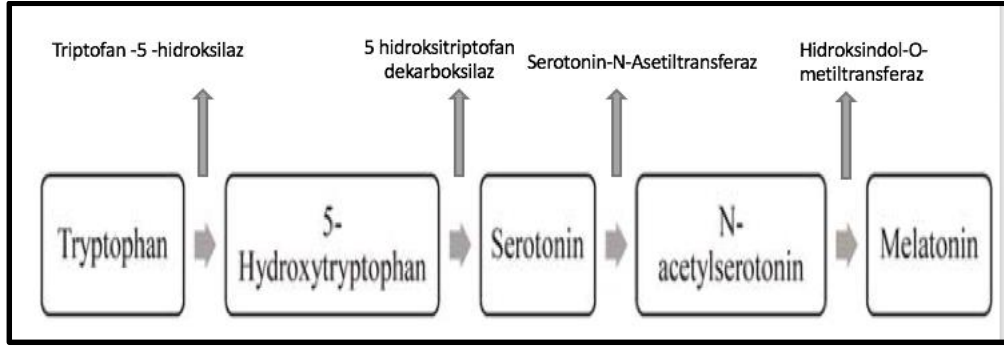 Triptofan -5 -hidroksilaz
5 hidroksitriptofan
dekarboksilaz
Serotonin-N-Asetiltransferaz
Hidroksindol-O-
metiltransferaz
Tryptophan
5-
Hydroxytryptophan
Serotonin
N-
acetylserotonin
Melatonin